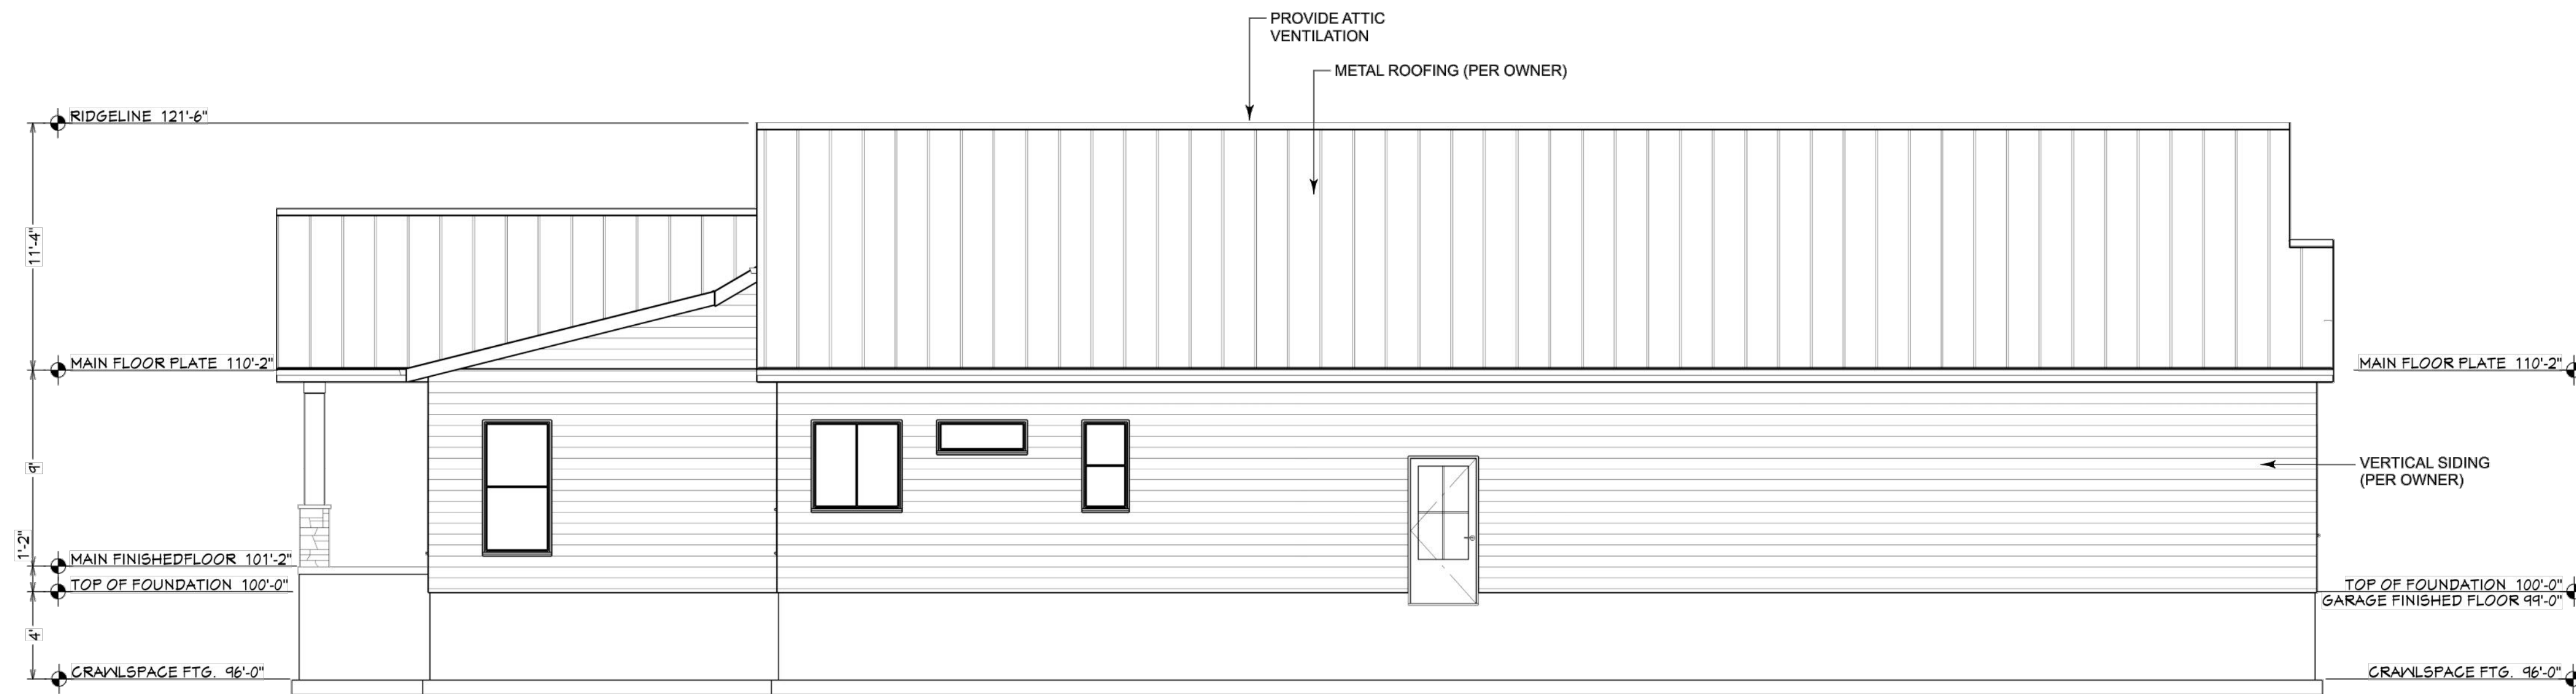 PROVIDE ATTIC
VENTILATION
METAL ROOFING (PER OWNER)
RIDGELINE 121'-6"
11'-4"
MAIN FLOOR PLATE 110'-2"
MAIN FLOOR PLATE 110'-2"
9'
VERTICAL SIDING
(PER OWNER)
1'-2"
MAIN FINISHEDFLOOR 101'-2"
TOP OF FOUNDATION 100'-0"
TOP OF FOUNDATION 100'-0"
GARAGE FINISHED FLOOR 99'-0"
4'
CRAWLSPACE FTG. 96'-0"
CRAWLSPACE FTG. 96'-0"